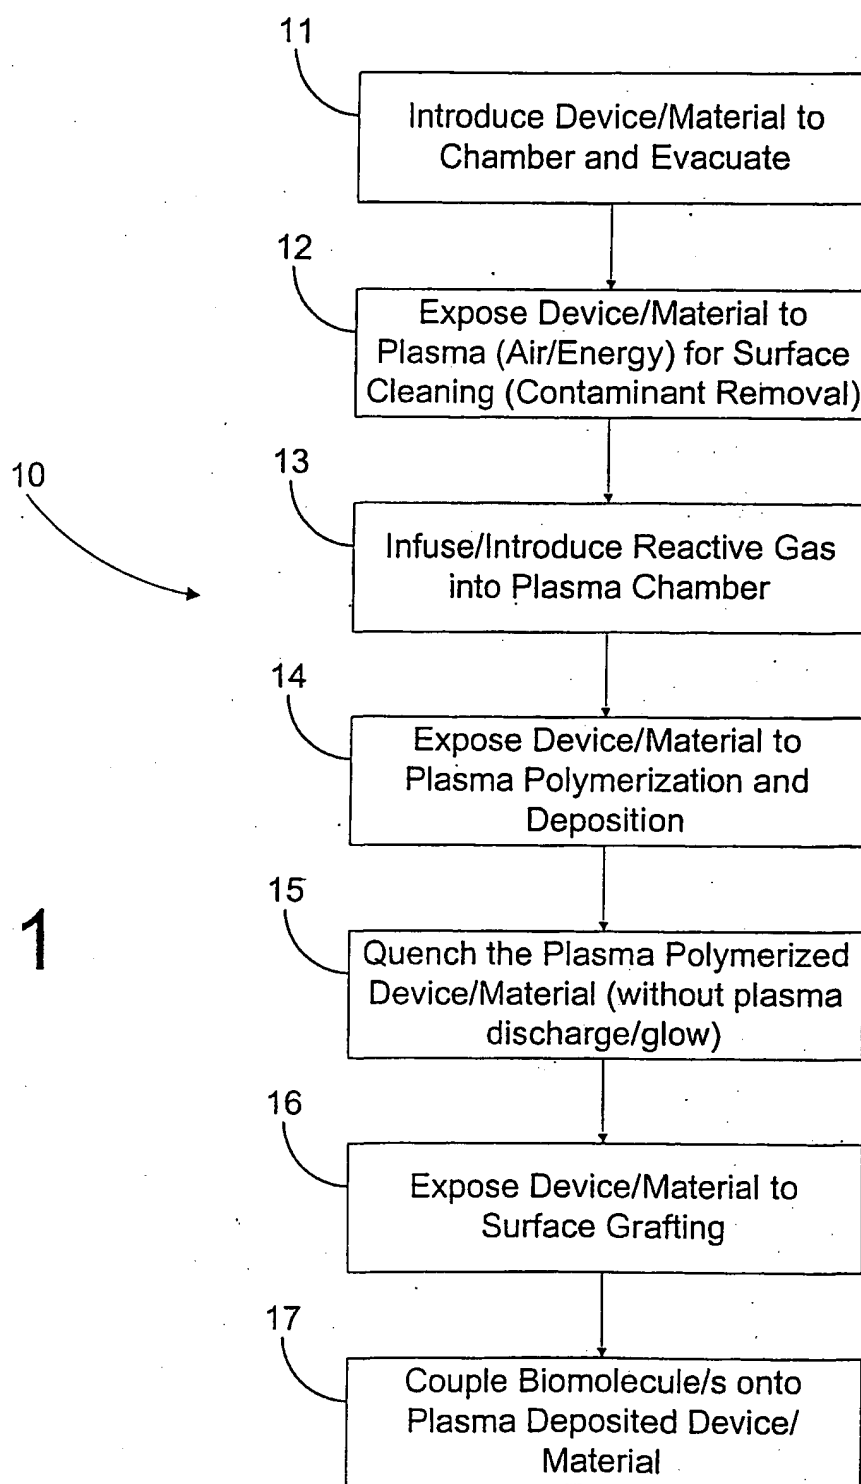 11
Introduce Device/Material to
Chamber and Evacuate
12
Expose Device/Material to
Plasma (Air/Energy) for Surface
Cleaning (Contaminant Removal)
10
13
Infuse/Introduce Reactive Gas
into Plasma Chamber
14
Expose Device/Material to
Plasma Polymerization and
Deposition
1
15
Quench the Plasma Polymerized
Device/Material (without plasma
discharge/glow)
16
Expose Device/Material to
Surface Grafting
17
Couple Biomolecule/s onto
Plasma Deposited Device/
Material